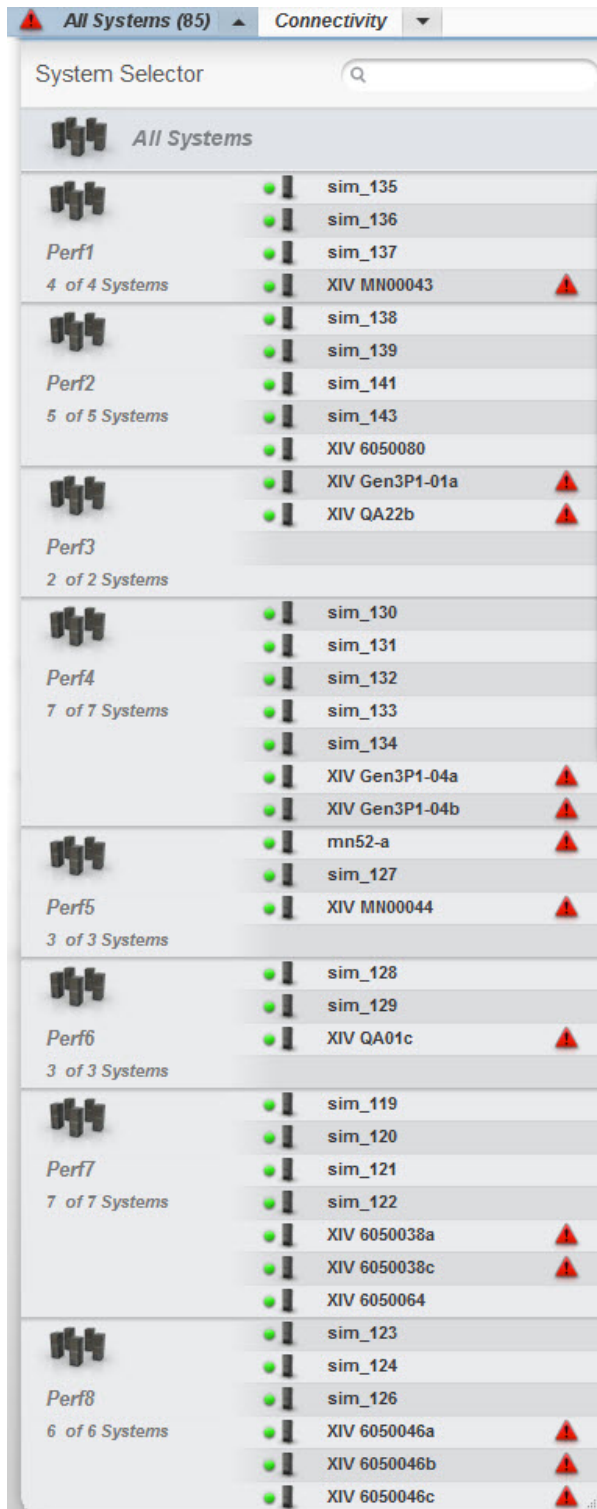 All Systems (85) Connectivity
System Selector
All Systems
Perf1
4 of 4 Systems
sim_135
sim_136
sim_137
XIV MN00043
Perf2
5 of 5 Systems
sim_138
sim_139
sim_141
sim_143
XIV 6050080
Perf3
2 of 2 Systems
XIV Gen3P1-01a
XIV QA22b
Perf4
7 of 7 Systems
sim_130
sim_131
sim_132
sim_133
sim_134
XIV Gen3P1-04a
XIV Gen3P1-04b
Perf5
3 of 3 Systems
mn52-a
sim_127
XIV MN00044
Perf6
3 of 3 Systems
sim_128
sim_129
XIV QA01c
Perf7
7 of 7 Systems
sim_119
sim_120
sim_121
sim_122
XIV 6050038a
XIV 6050038c
XIV 6050064
Perf8
6 of 6 Systems
sim_123
sim_124
sim_126
XIV 6050046a
XIV 6050046b
XIV 6050046c